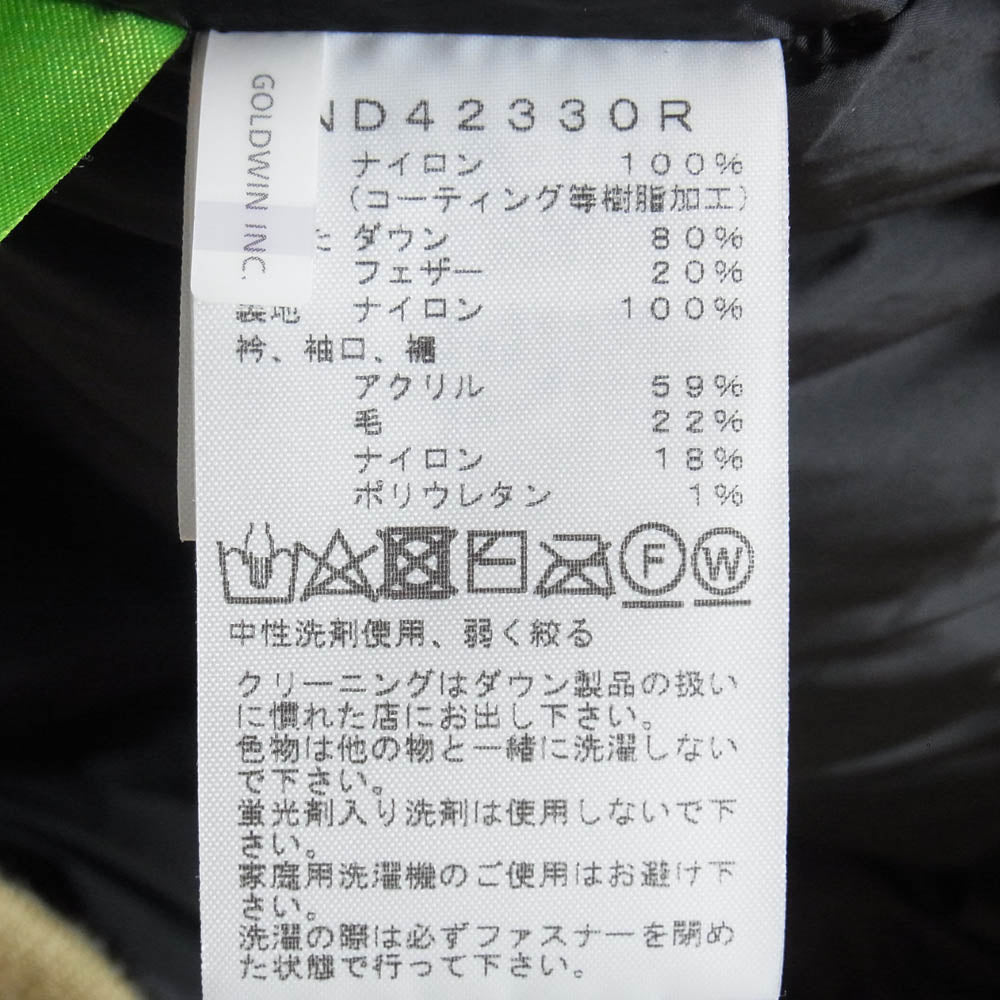 GOLDWIN INC.
ND42330R
ナイロン 100%
(コーティング等樹脂加工)
た ダウン 80%
フェザー 20%
裏地 ナイロン 100%
衿、袖口、裾
アクリル 59%
毛 22%
ナイロン 18%
ポリウレタン 1%
F W
中性洗剤使用、弱く絞る
クリーニングはダウン製品の扱い
に慣れた店にお出し下さい。
色物は他の物と一緒に洗濯しない
で下さい。
蛍光剤入り洗剤は使用しないで下
さい。
家庭用洗濯機のご使用はお避け下
さい。
洗濯の際は必ずファスナーを閉め
た状態で行って下さい。